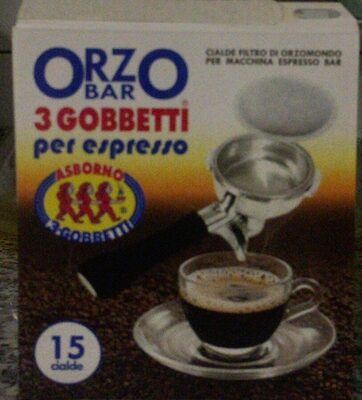 ORZO
BAR
3 GOBBETTI®
per espresso
CIALDE FILTRO DI ORZOMONDO
PER MACCHINA ESPRESSO BAR
ASBORNO
3-GOBBETTI
15
cialde